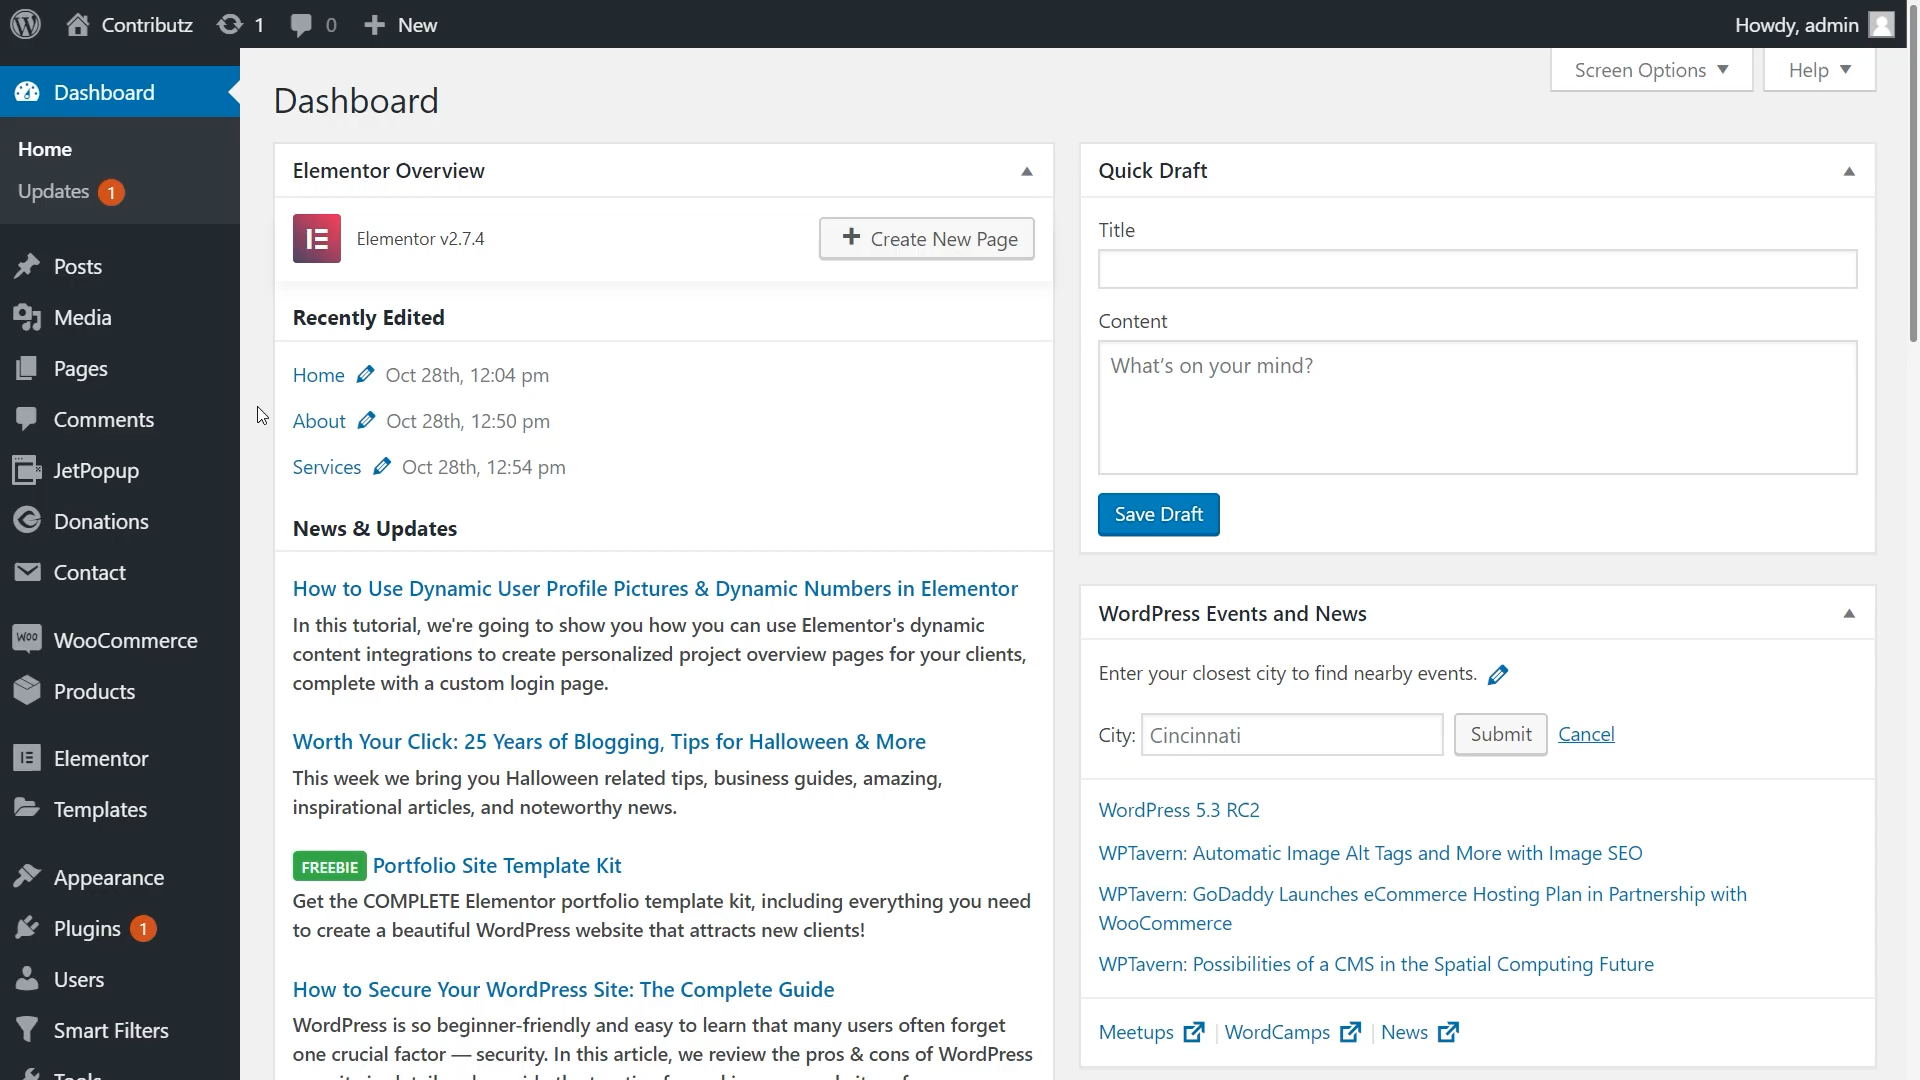 Contributz 1 0 New Howdy, admin
Dashboard
Home
Updates 1
Posts
Media
Pages
Comments
JetPopup
Donations
Contact
WooCommerce
Products
Elementor
Templates
Appearance
Plugins 1
Users
Smart Filters
Tools
Screen Options Help
Dashboard
Elementor Overview
Elementor v2.7.4 Create New Page
Recently Edited
Home Oct 28th, 12:04 pm
About Oct 28th, 12:50 pm
Services Oct 28th, 12:54 pm
News & Updates
How to Use Dynamic User Profile Pictures & Dynamic Numbers in Elementor
In this tutorial, we're going to show you how you can use Elementor's dynamic
content integrations to create personalized project overview pages for your clients,
complete with a custom login page.
Worth Your Click: 25 Years of Blogging, Tips for Halloween & More
This week we bring you Halloween related tips, business guides, amazing,
inspirational articles, and noteworthy news.
FREEBIE Portfolio Site Template Kit
Get the COMPLETE Elementor portfolio template kit, including everything you need
to create a beautiful WordPress website that attracts new clients!
How to Secure Your WordPress Site: The Complete Guide
WordPress is so beginner-friendly and easy to learn that many users often forget
one crucial factor — security. In this article, we review the pros & cons of WordPress
Quick Draft
Title
Content
What's on your mind?
Save Draft
WordPress Events and News
Enter your closest city to find nearby events.
City: Cincinnati Submit Cancel
WordPress 5.3 RC2
WPTavern: Automatic Image Alt Tags and More with Image SEO
WPTavern: GoDaddy Launches eCommerce Hosting Plan in Partnership with
WooCommerce
WPTavern: Possibilities of a CMS in the Spatial Computing Future
Meetups | WordCamps | News